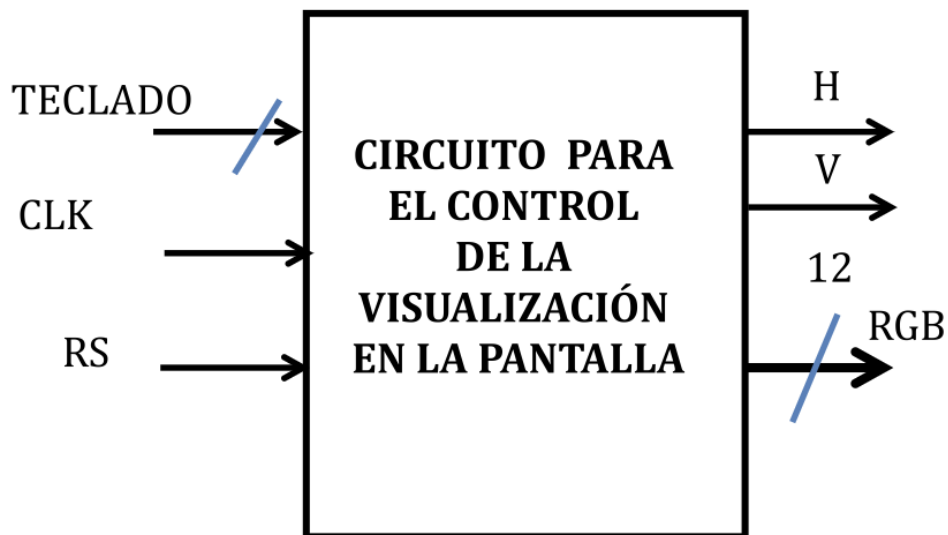 TECLADO
CLK
RS
CIRCUITO PARA
EL CONTROL
DE LA
VISUALIZACIÓN
EN LA PANTALLA
H
V
12
RGB